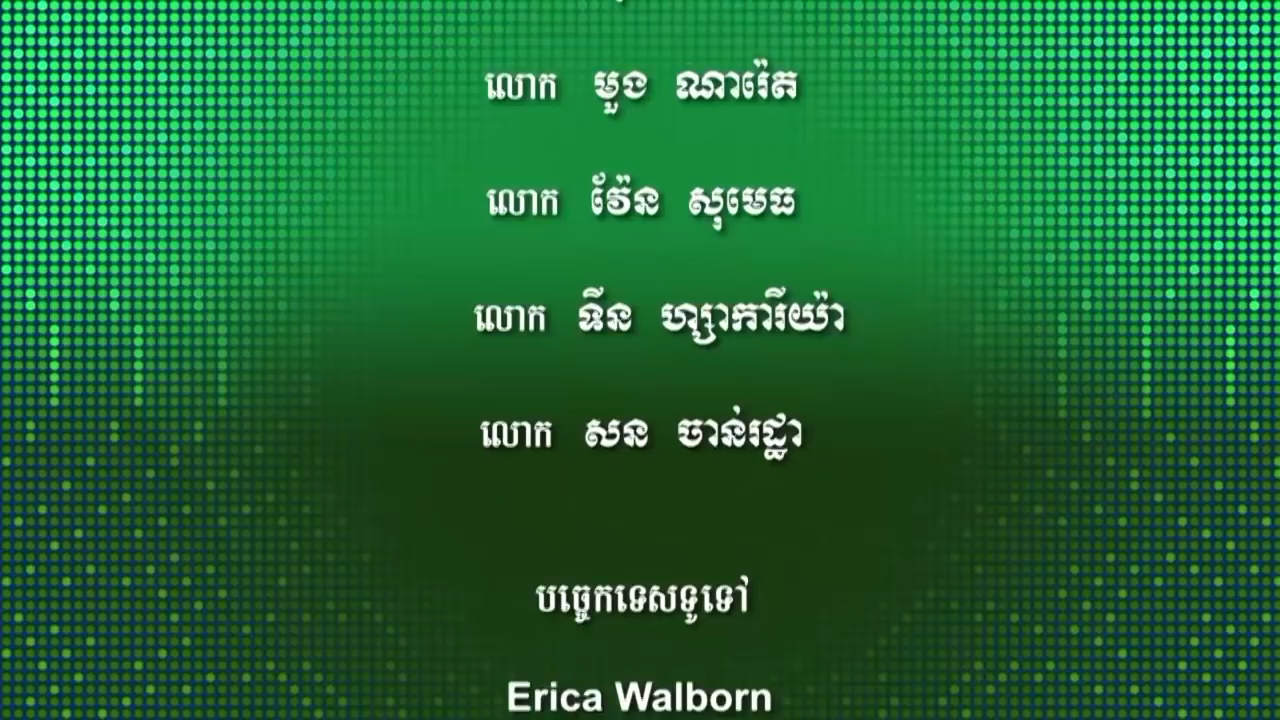 លោក មួង ណារ៉េត
លោក វ៉ែន សុមេធ
លោក ទីន ហ្សាការីយ៉ា
លោក សន ចាន់រដ្ឋា
បច្ចេកទេសទូទៅ
Erica Walborn